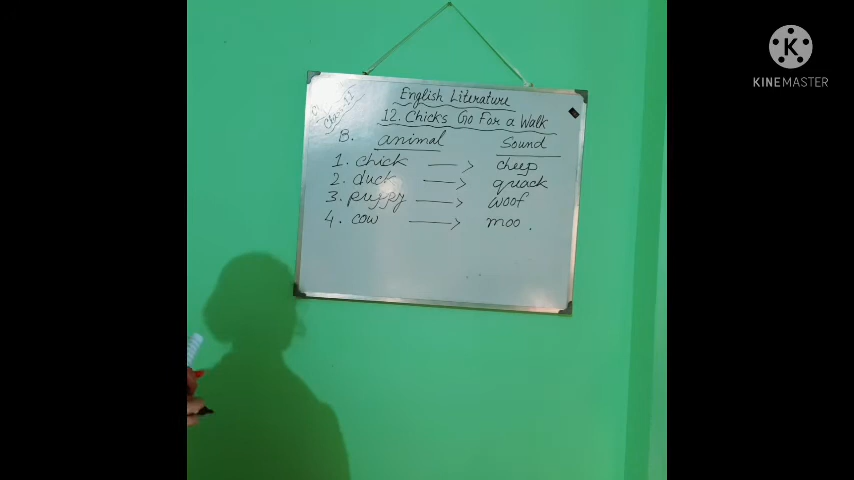 English Literature
12. Chicks Go For a Walk
B. animal Sound
1. chick → cheep
2. duck → quack
3. puppy → woof
4. cow → moo.
KINEMASTER